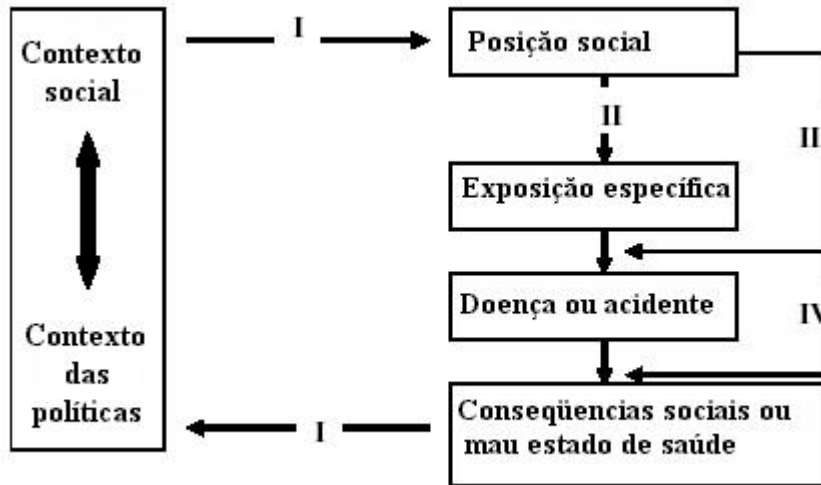 Contexto
social
Contexto
das
políticas
I
Posição social
II
II
Exposição específica
Doença ou acidente
IV
Conseqüencias sociais ou
mau estado de saúde
I